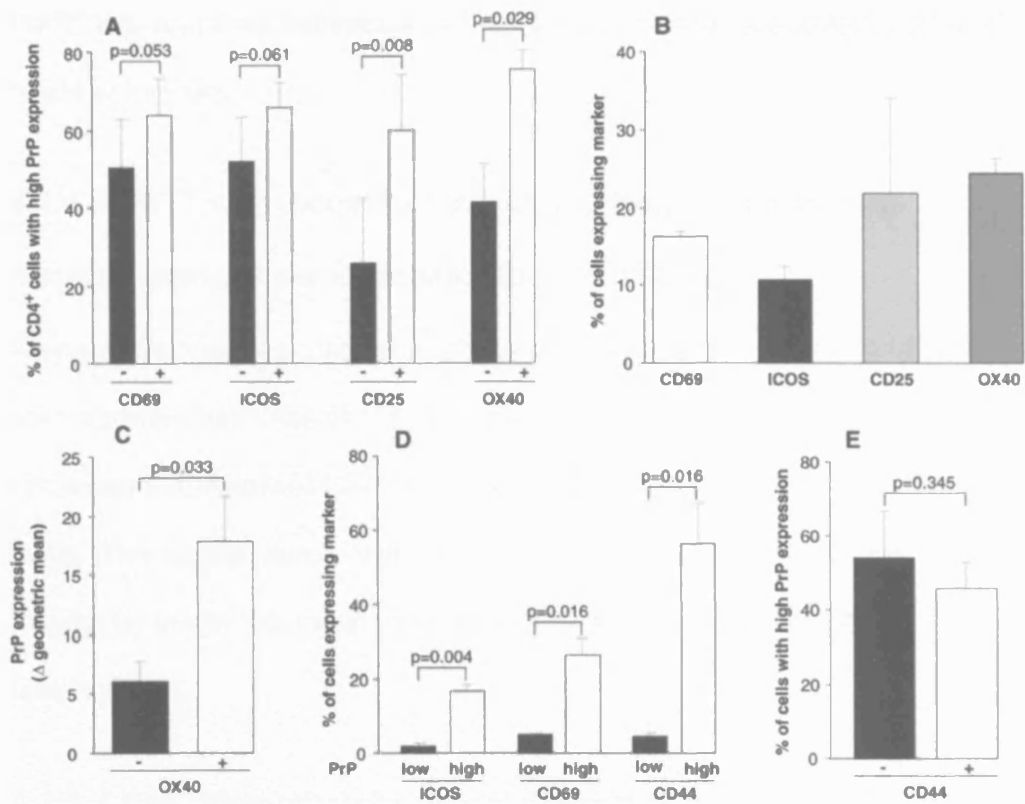 A
% of CD4⁺ cells with high PrP expression
80
60
40
20
0
p=0.053
p=0.061
p=0.008
p=0.029
- + - + - + - +
CD69 ICOS CD25 OX40
B
% of cells expressing marker
40
30
20
10
0
CD69 ICOS CD25 OX40
C
PrP expression
(Δ geometric mean)
25
20
15
10
5
0
p=0.033
- +
OX40
D
% of cells expressing marker
80
60
40
20
0
p=0.004
p=0.016
p=0.016
PrP low high low high low high
ICOS CD69 CD44
E
% of cells with high PrP expression
80
60
40
20
0
p=0.345
- +
CD44